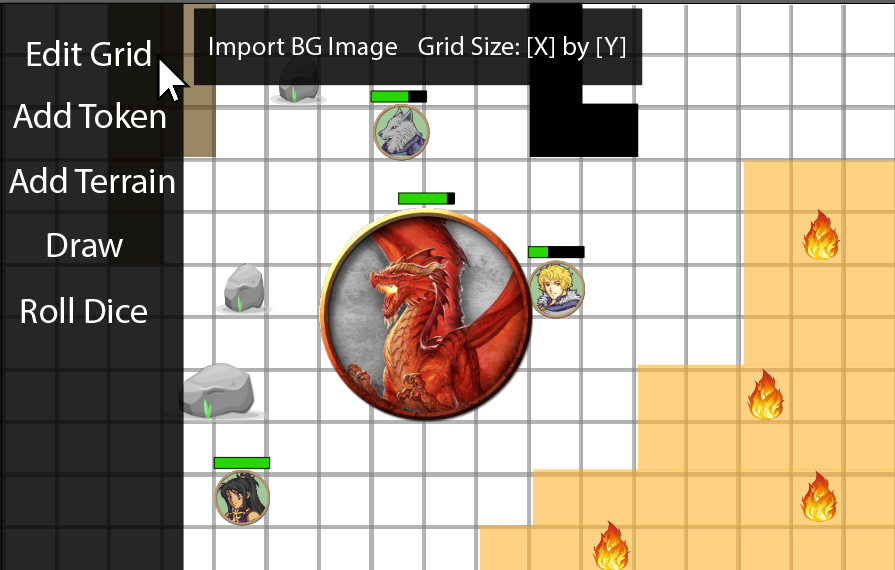 Edit Grid
Import BG Image Grid Size: [X] by [Y]
Add Token
Add Terrain
Draw
Roll Dice